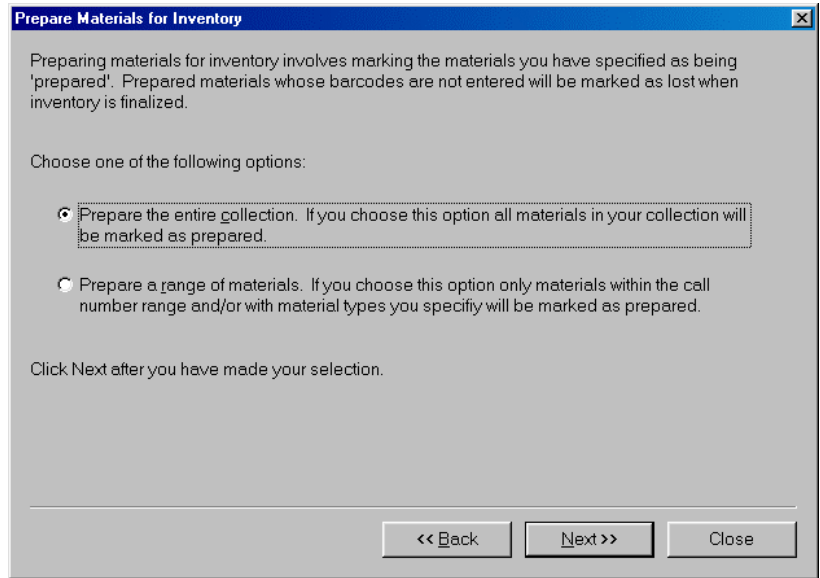 Prepare Materials for Inventory
Preparing materials for inventory involves marking the materials you have specified as being
'prepared'. Prepared materials whose barcodes are not entered will be marked as lost when
inventory is finalized.
Choose one of the following options:
Prepare the entire collection. If you choose this option all materials in your collection will
be marked as prepared.
Prepare a range of materials. If you choose this option only materials within the call
number range and/or with material types you specifiy will be marked as prepared.
Click Next after you have made your selection.
<< Back Next >> Close